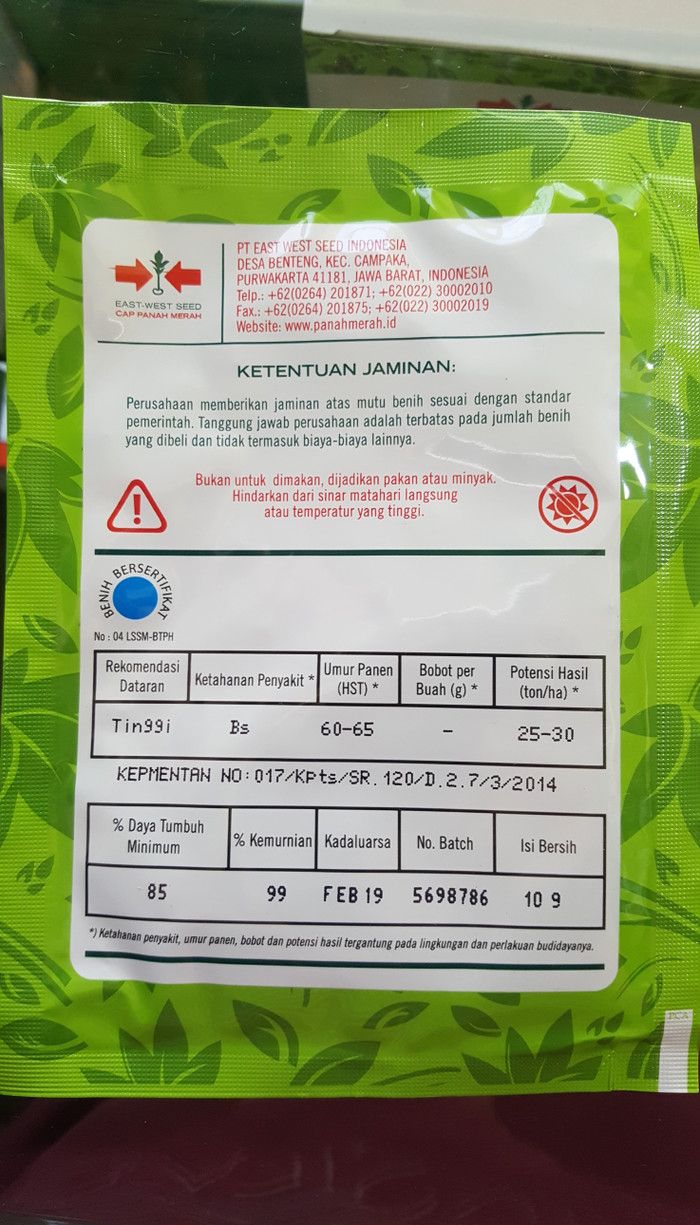 PT EAST WEST SEED INDONESIA
DESA BENTENG, KEC. CAMPAKA,
PURWAKARTA 41181, JAWA BARAT, INDONESIA
Telp.: +62(0264) 201871; +62(022) 30002010
Fax.: +62(0264) 201875; +62(022) 30002019
Website: www.panahmerah.id
EAST-WEST SEED
CAP PANAH MERAH
KETENTUAN JAMINAN:
Perusahaan memberikan jaminan atas mutu benih sesuai dengan standar
pemerintah. Tanggung jawab perusahaan adalah terbatas pada jumlah benih
yang dibeli dan tidak termasuk biaya-biaya lainnya.
Bukan untuk dimakan, dijadikan pakan atau minyak.
Hindarkan dari sinar matahari langsung
atau temperatur yang tinggi.
BENIH BERSERTIFIKAT
No : 04 LSSM-BTPH
Rekomendasi Dataran Ketahanan Penyakit * Umur Panen (HST) * Bobot per Buah (g) * Potensi Hasil (ton/ha) *
Tin99i Bs 60-65 - 25-30
KEPMENTAN NO:017/Kpts/SR.120/D.2.7/3/2014
% Daya Tumbuh Minimum % Kemurnian Kadaluarsa No. Batch Isi Bersih
85 99 FEB 19 5698786 10 9
*) Ketahanan penyakit, umur panen, bobot dan potensi hasil tergantung pada lingkungan dan perlakuan budidayanya.